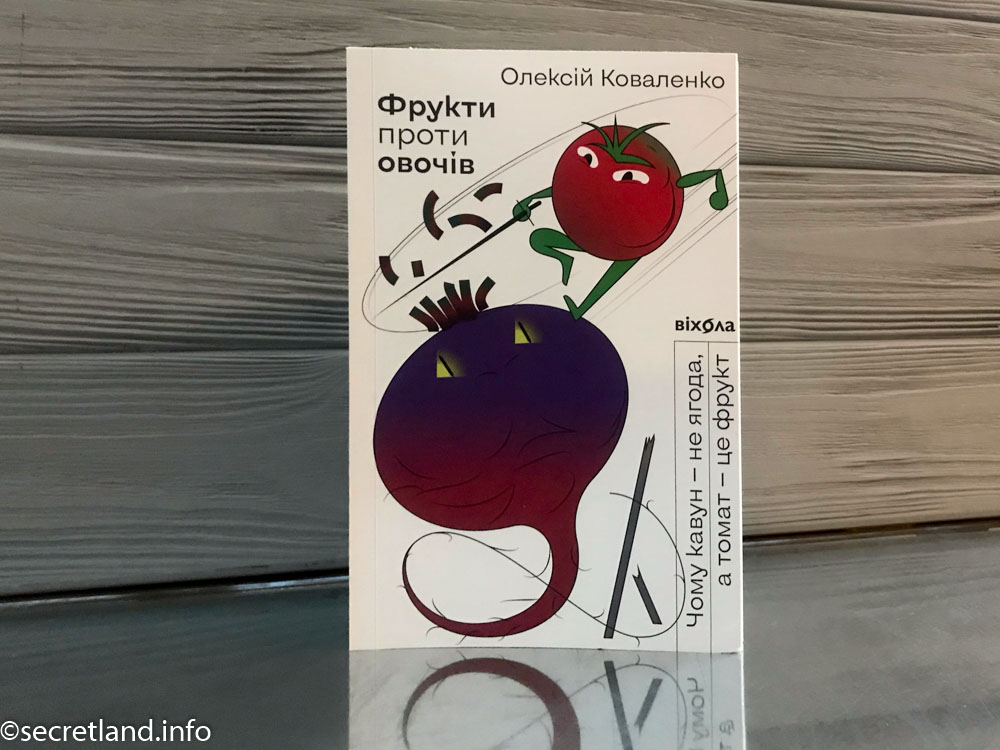 Олексій Коваленко
Фрукти
проти
овочів
віхола
Чому кавун – не ягода,
а томат – це фрукт
©secretland.info